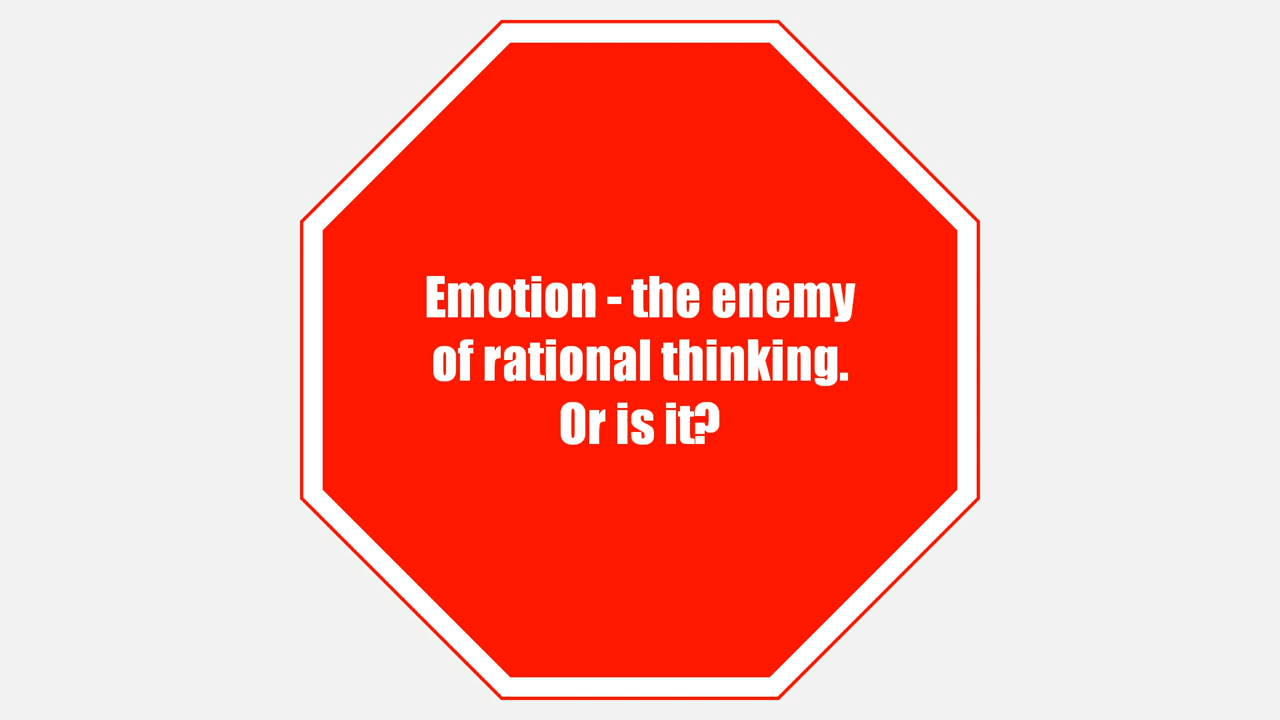 Emotion - the enemy
of rational thinking.
Or is it?